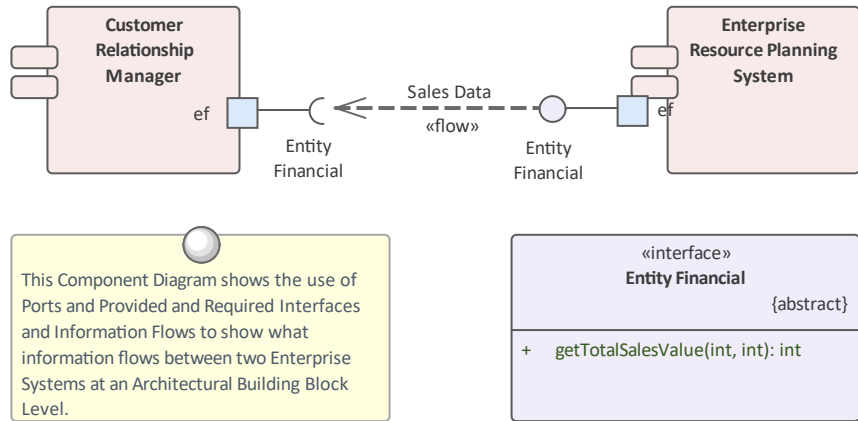 Customer
Relationship
Manager
ef
Entity
Financial
Sales Data
«flow»
Entity
Financial
Enterprise
Resource Planning
System
ef
This Component Diagram shows the use of
Ports and Provided and Required Interfaces
and Information Flows to show what
information flows between two Enterprise
Systems at an Architectural Building Block
Level.
«interface»
Entity Financial
{abstract}
+ getTotalSalesValue(int, int): int